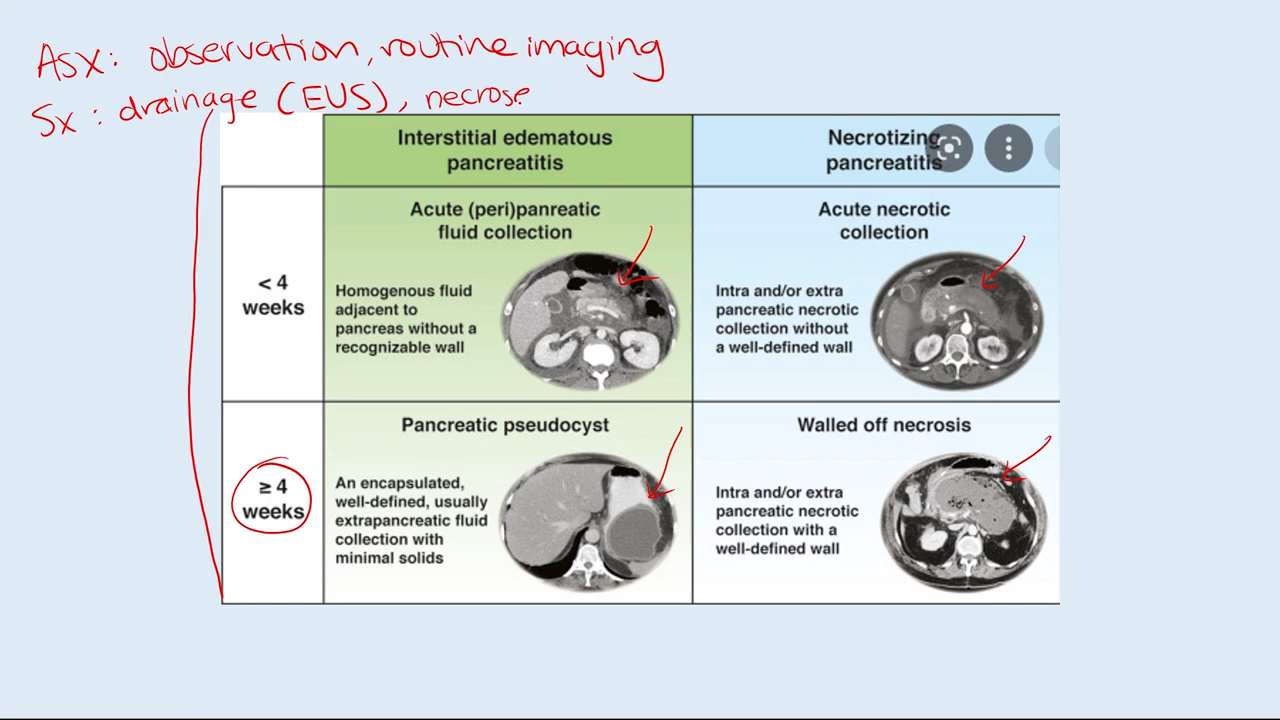 Asx: observation, routine imaging
Sx: drainage (EUS), necrose
Interstitial edematous
pancreatitis
Necrotizing
pancreatitis
< 4
weeks
Acute (peri)panreatic
fluid collection
Homogenous fluid
adjacent to
pancreas without a
recognizable wall
Acute necrotic
collection
Intra and/or extra
pancreatic necrotic
collection without
a well-defined wall
≥ 4
weeks
Pancreatic pseudocyst
An encapsulated,
well-defined, usually
extrapancreatic fluid
collection with
minimal solids
Walled off necrosis
Intra and/or extra
pancreatic necrotic
collection with a
well-defined wall